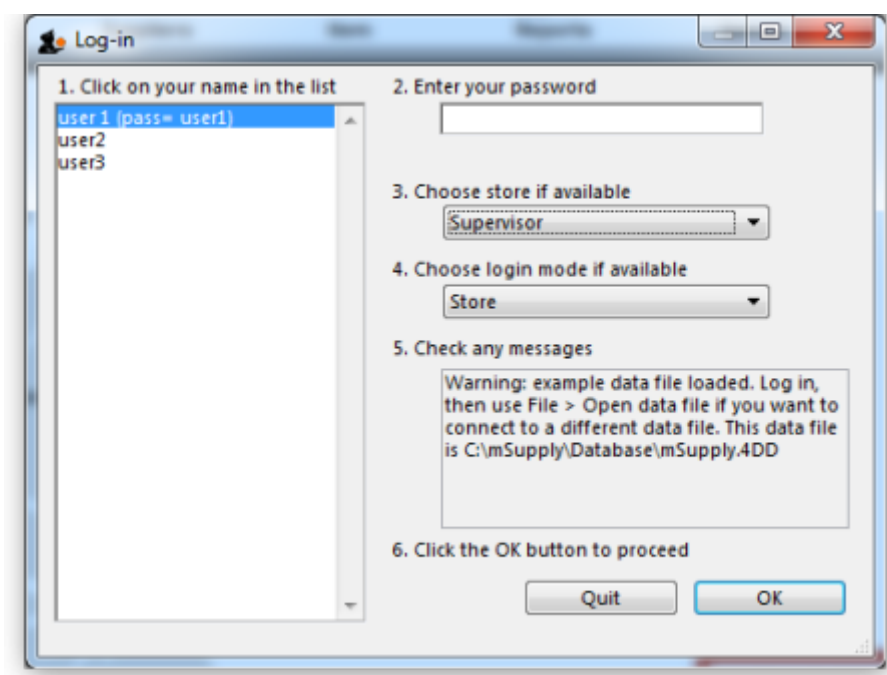 Log-in
1. Click on your name in the list
user 1 (pass= user1)
user2
user3
2. Enter your password
3. Choose store if available
Supervisor
4. Choose login mode if available
Store
5. Check any messages
Warning: example data file loaded. Log in,
then use File > Open data file if you want to
connect to a different data file. This data file
is C:\mSupply\Database\mSupply.4DD
6. Click the OK button to proceed
Quit
OK